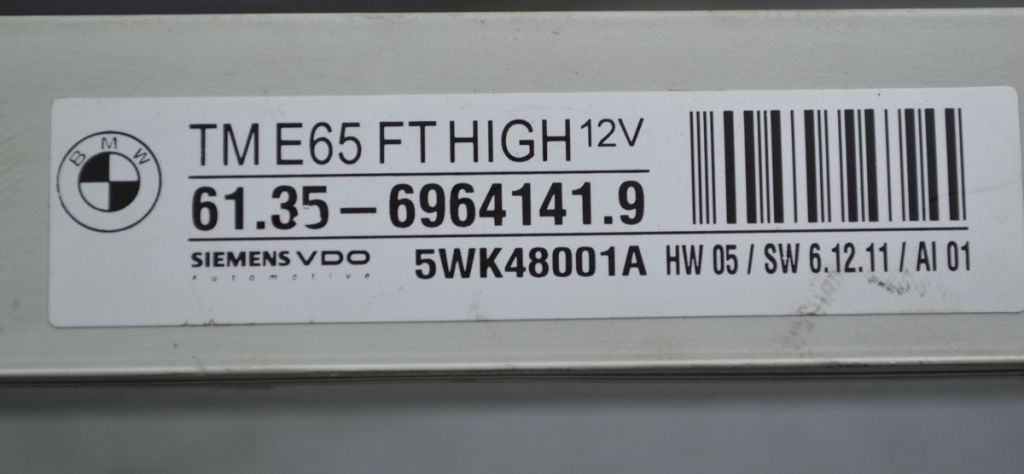 BMW
TM E65 FT HIGH 12V
61.35 – 6964141.9
SIEMENS VDO
Automotive
5WK48001A HW 05 / SW 6.12.11 / AI 01